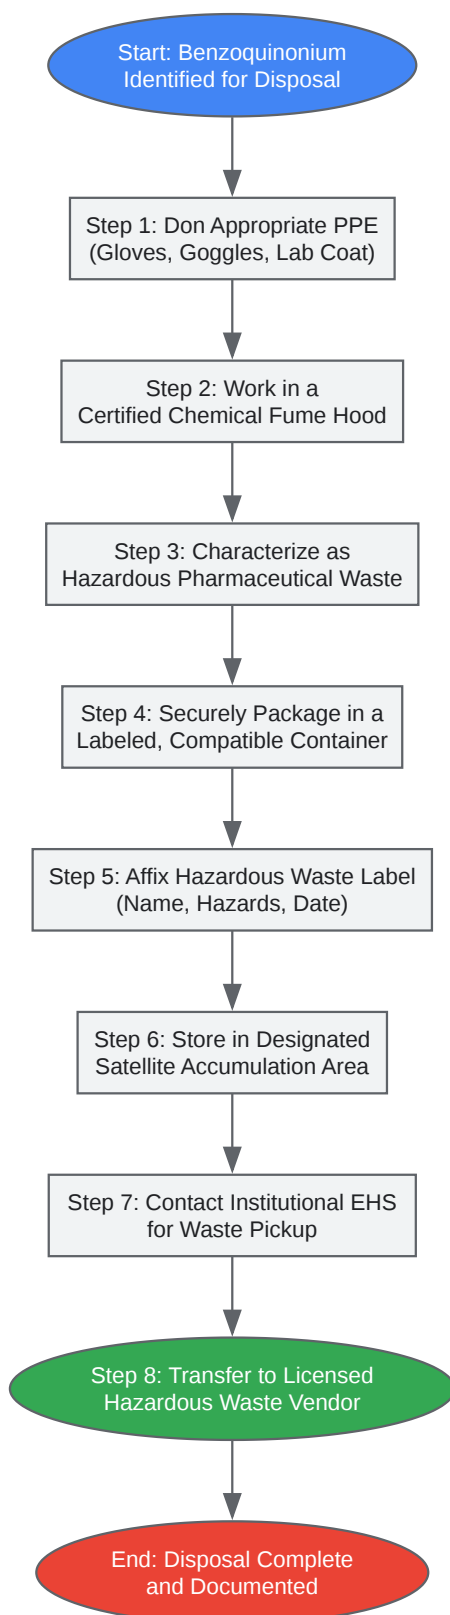 Start: Benzoquinonium
Identified for Disposal
Step 1: Don Appropriate PPE
(Gloves, Goggles, Lab Coat)
Step 2: Work in a
Certified Chemical Fume Hood
Step 3: Characterize as
Hazardous Pharmaceutical Waste
Step 4: Securely Package in a
Labeled, Compatible Container
Step 5: Affix Hazardous Waste Label
(Name, Hazards, Date)
Step 6: Store in Designated
Satellite Accumulation Area
Step 7: Contact Institutional EHS
for Waste Pickup
Step 8: Transfer to Licensed
Hazardous Waste Vendor
End: Disposal Complete
and Documented